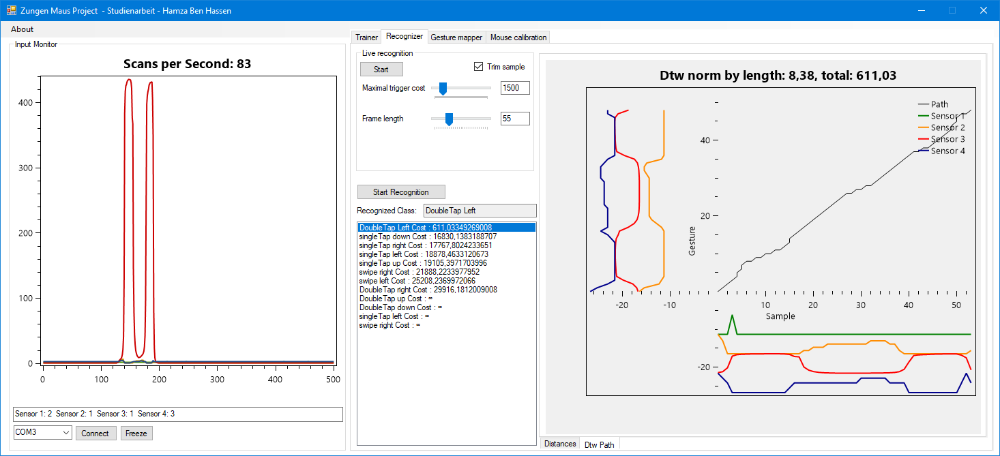 Zungen Maus Project - Studienarbeit - Hamza Ben Hassen
About
Input Monitor
Scans per Second: 83
400
300
200
100
0
0 100 200 300 400 500
Sensor 1: 2 Sensor 2: 1 Sensor 3: 1 Sensor 4: 3
COM3 Connect Freeze
Trainer Recognizer Gesture mapper Mouse calibration
Live recognition
Start Trim sample
Maximal trigger cost 1500
Frame length 55
Start Recognition
Recognized Class: DoubleTap Left
DoubleTap Left Cost : 611,03349269008
singleTap down Cost : 16830,1383188707
singleTap right Cost : 17767,8024233651
singleTap left Cost : 18878,4633120673
singleTap up Cost : 19105,3971703996
swipe right Cost : 21888,2233977952
swipe left Cost : 25208,2369972066
DoubleTap right Cost : 29916,1812009008
DoubleTap up Cost : ∞
DoubleTap down Cost : ∞
singleTap left Cost : ∞
swipe right Cost : ∞
Dtw norm by length: 8,38, total: 611,03
Path
Sensor 1
Sensor 2
Sensor 3
Sensor 4
40
20
Gesture
-20 -10 10 20 30 40 50
Sample
-20
Distances Dtw Path